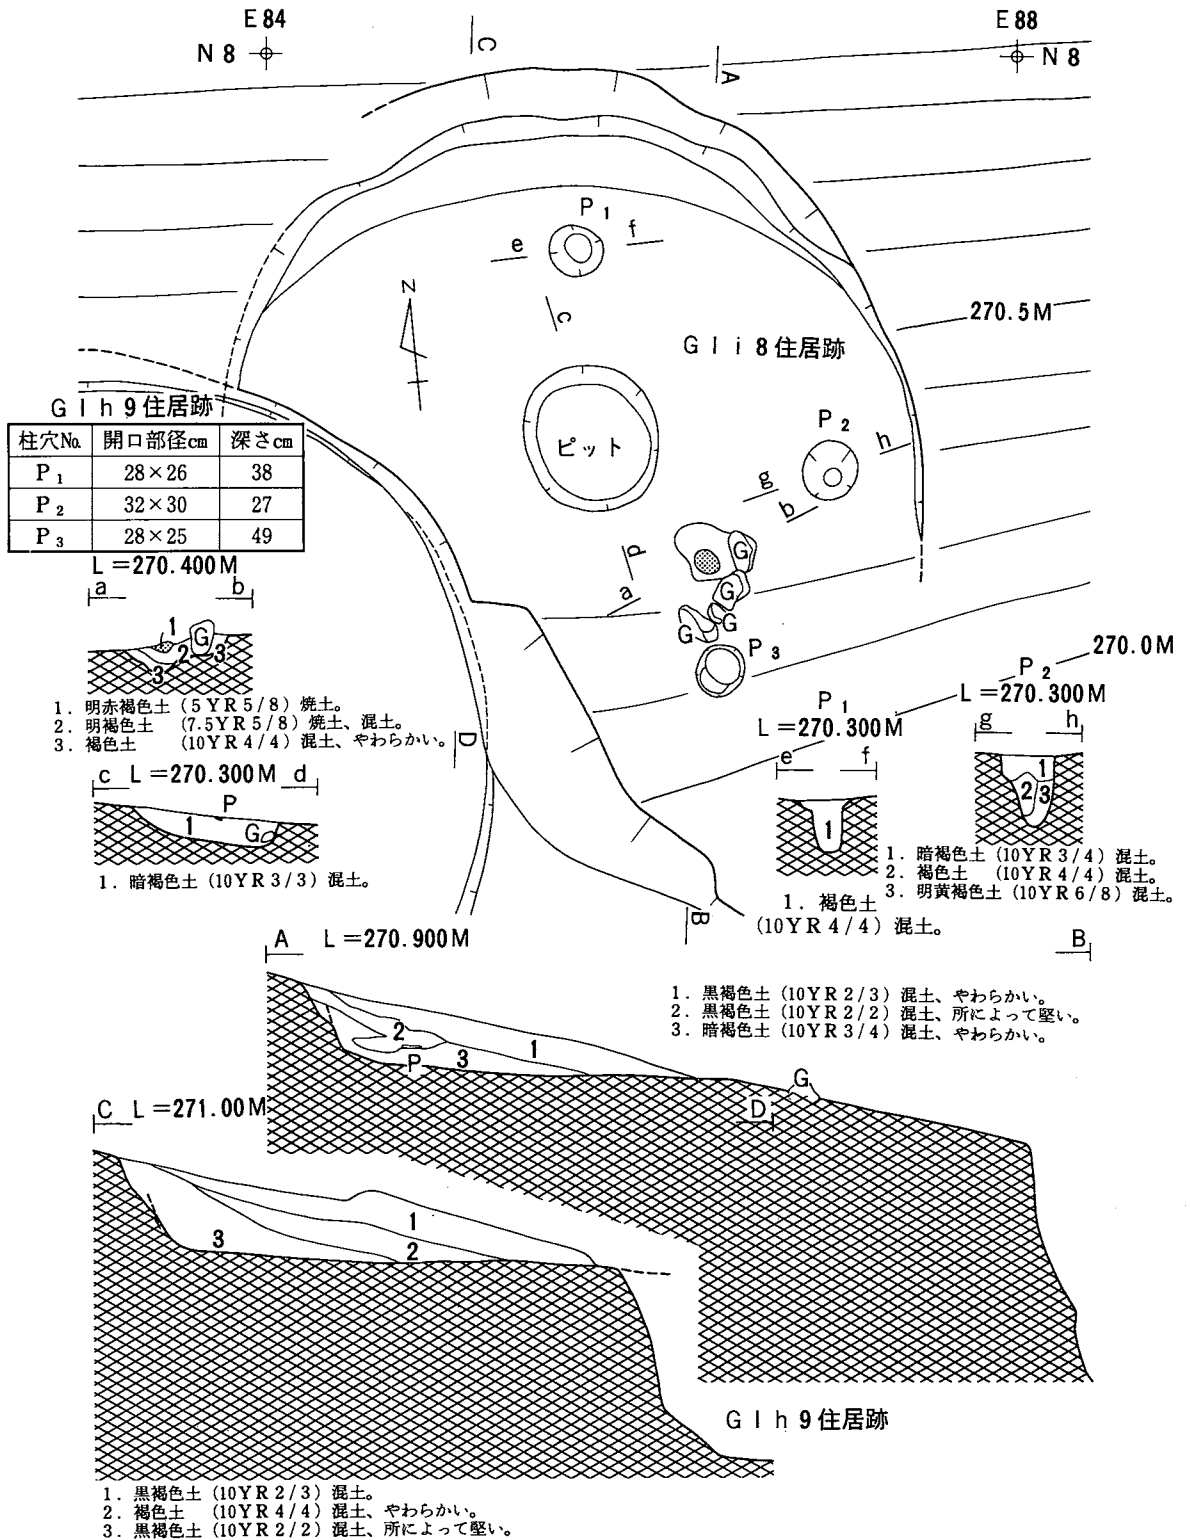 E84
E88
N8
N8
C
A
P1
e
f
c
N
270.5M
GIi8住居跡
GIh9住居跡
P2
h
ピット
g
b
柱穴No. 開口部径cm 深さcm
P1 28×26 38
P2 32×30 27
P3 28×25 49
d
a
G
G
G
G
P3
270.0M
L=270.400M
a b
1
G
2
3
3
1. 明赤褐色土(5YR5/8)焼土。
2. 明褐色土(7.5YR5/8)焼土、混土。
3. 褐色土(10YR4/4)混土、やわらかい。
D
c L=270.300M d
P
1
G
1. 暗褐色土(10YR3/3)混土。
P1
L=270.300M
e f
1
1. 褐色土
(10YR4/4)混土。
P2
L=270.300M
g h
1
2
3
1. 暗褐色土(10YR3/4)混土。
2. 褐色土(10YR4/4)混土。
3. 明黄褐色土(10YR6/8)混土。
B
A L=270.900M B
1. 黒褐色土(10YR2/3)混土、やわらかい。
2. 黒褐色土(10YR2/2)混土、所によって堅い。
3. 暗褐色土(10YR3/4)混土、やわらかい。
2
1
P
3
G
C L=271.00M D
1
3
2
GIh9住居跡
1. 黒褐色土(10YR2/3)混土。
2. 褐色土(10YR4/4)混土、やわらかい。
3. 黒褐色土(10YR2/2)混土、所によって堅い。